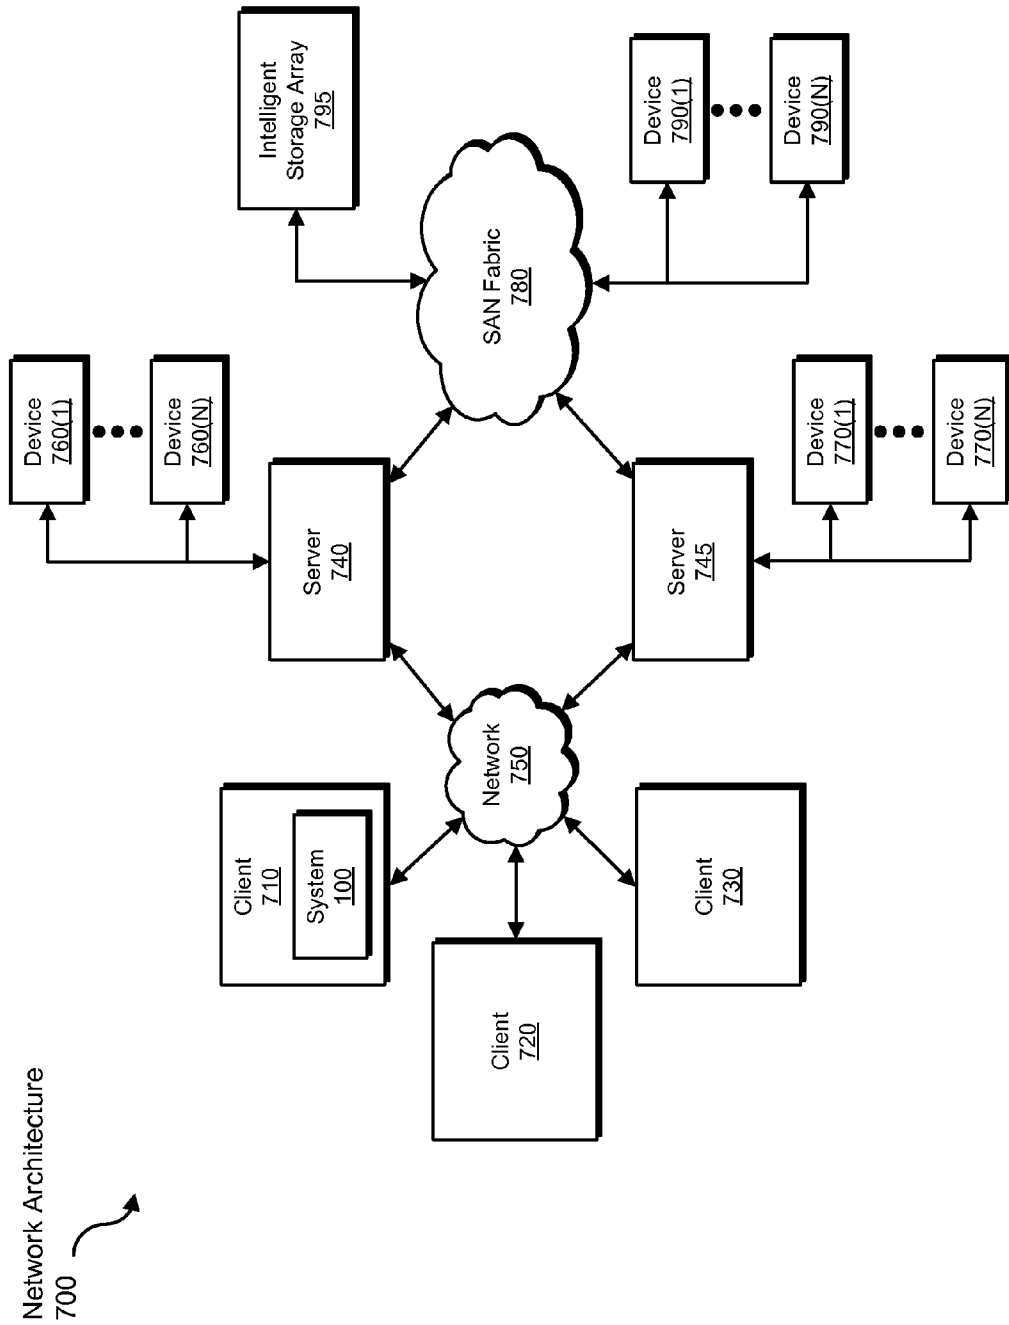 Network Architecture
700
Client
710
System
100
Client
720
Client
730
Network
750
Server
740
Server
745
Device
760(1)
Device
760(N)
Device
770(1)
Device
770(N)
SAN Fabric
780
Intelligent
Storage Array
795
Device
790(1)
Device
790(N)